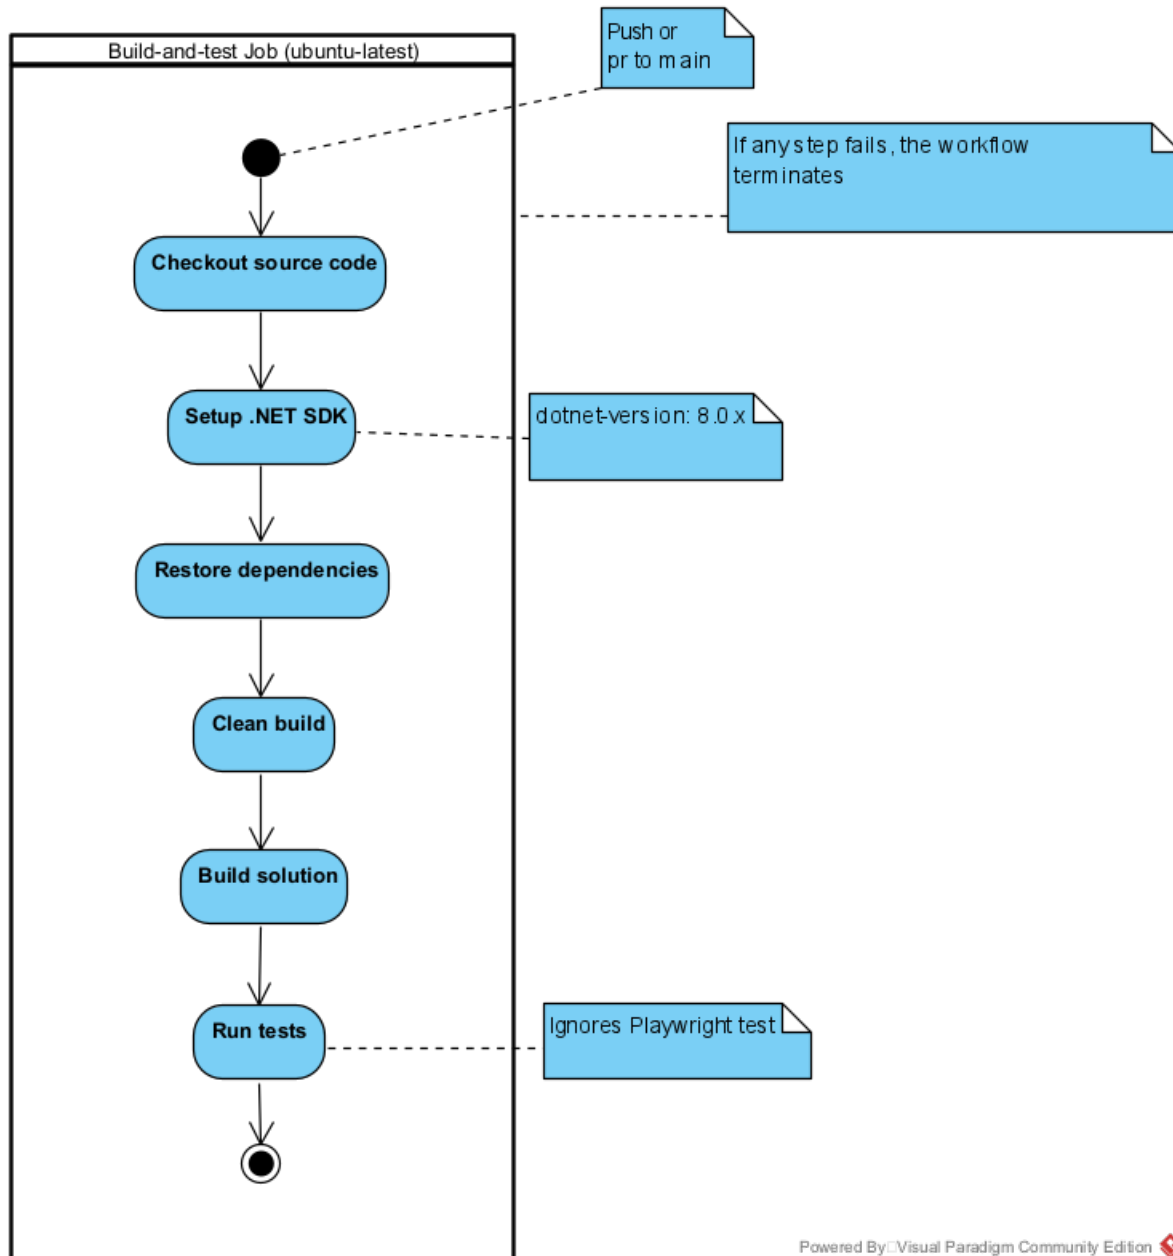 Build-and-test Job (ubuntu-latest)
Push or
pr to main
If any step fails, the workflow
terminates
Checkout source code
Setup .NET SDK
dotnet-version: 8.0.x
Restore dependencies
Clean build
Build solution
Run tests
Ignores Playwright test
Powered By Visual Paradigm Community Edition